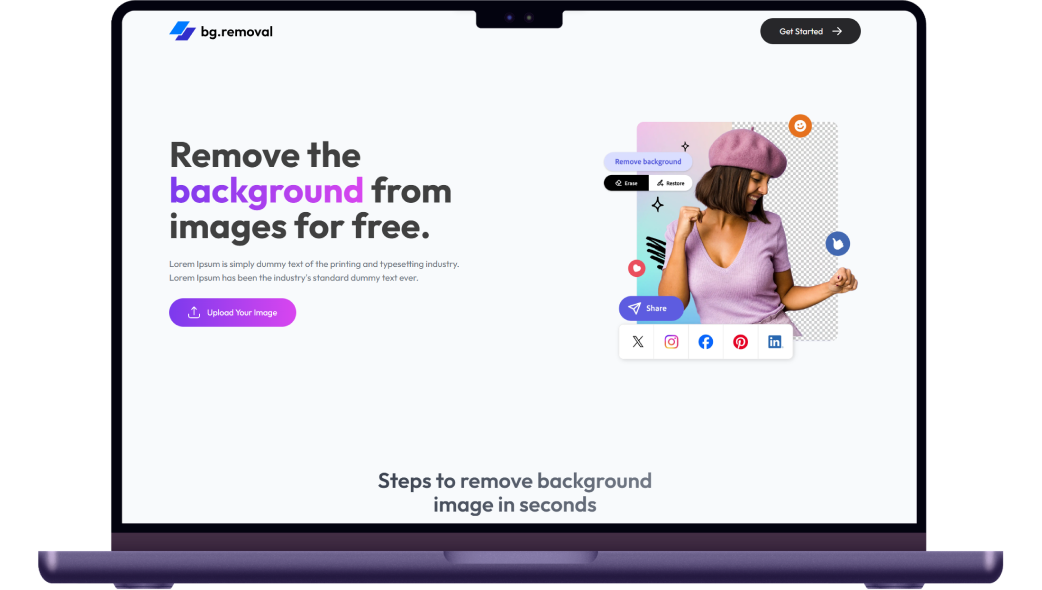 bg.removal
Get Started
Remove the
background from
images for free.
Lorem Ipsum is simply dummy text of the printing and typesetting industry.
Lorem Ipsum has been the industry's standard dummy text ever.
Upload Your Image
Remove background
Erase
Restore
Share
Steps to remove background
image in seconds